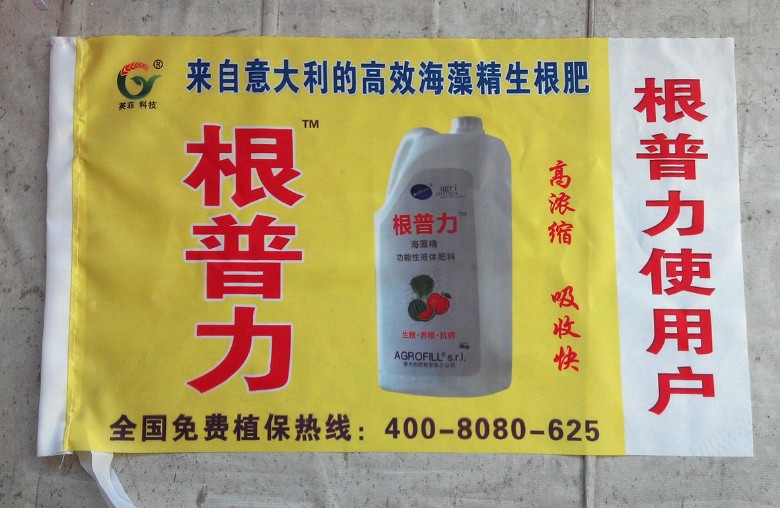 ®
英菲 科技
来自意大利的高效海藻精生根肥
根普力
™
agri
根普力™
海藻精
功能性液体肥料
生根·养根·抗病
AGROFILL® s.r.l.
高浓缩
吸收快
全国免费植保热线：400-8080-625
根普力使用户